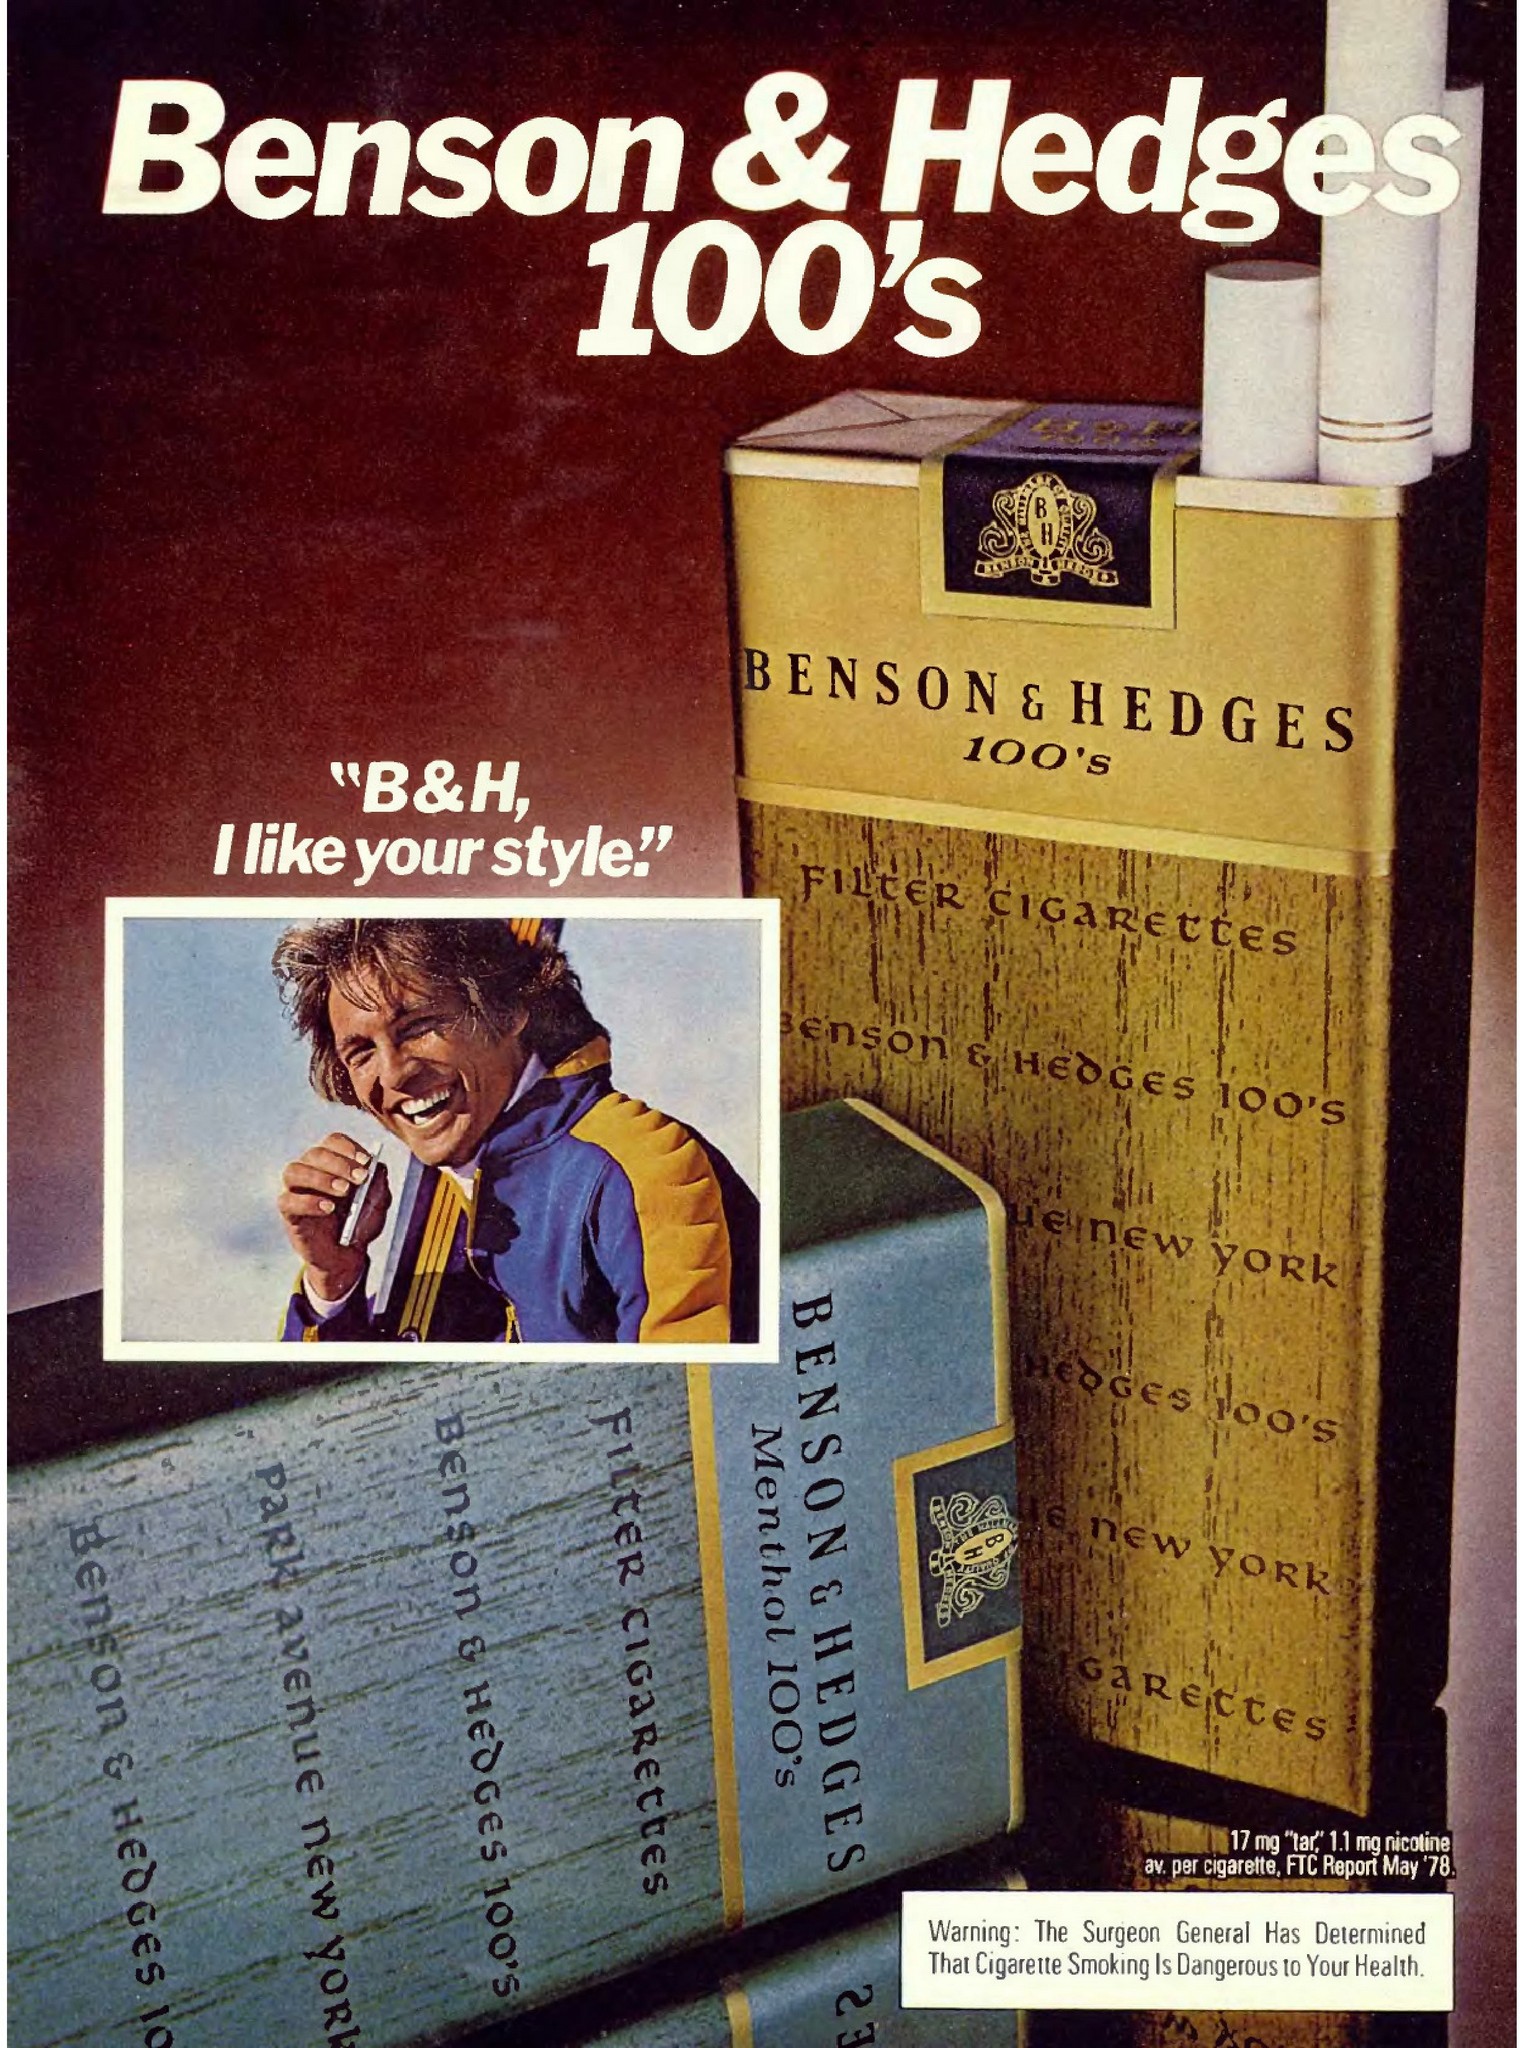 Benson & Hedges
100's
B
H
BENSON & HEDGES
100's
"B&H,
I like your style."
FILTER CIGARETTES
BENSON & HEDGES 100'S
NEW YORK
HEDGES 100'S
NEW YORK
CIGARETTES
BENSON & HEDGES
Menthol 100's
B
H
FILTER CIGARETTES
BENSON & HEDGES 100'S
PARK AVENUE NEW YORK
BENSON & HEDGES 10
17 mg "tar," 1.1 mg nicotine
av. per cigarette, FTC Report May '78.
Warning: The Surgeon General Has Determined
That Cigarette Smoking Is Dangerous to Your Health.